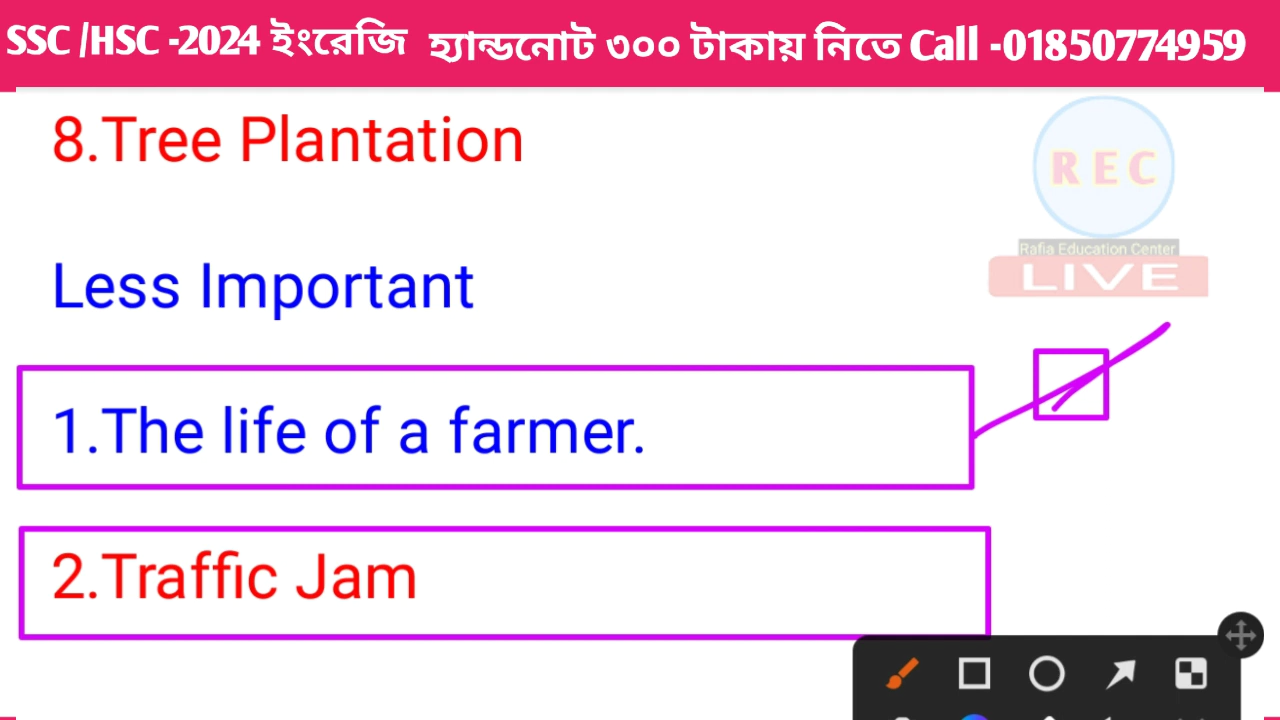 SSC /HSC -2024 ইংরেজি হ্যান্ডনোট ৩০০ টাকায় নিতে Call -01850774959
8.Tree Plantation
R E C
Rafia Education Center
LIVE
Less Important
1.The life of a farmer.
2.Traffic Jam